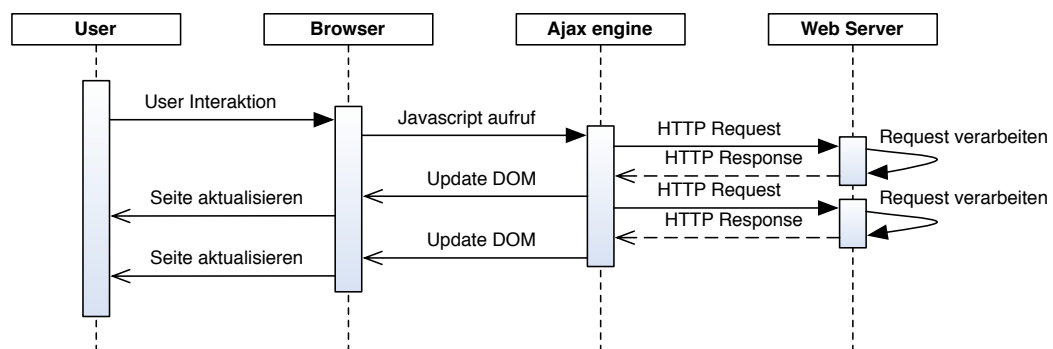 User
Browser
Ajax engine
Web Server
User Interaktion
Javascript aufruf
HTTP Request
Request verarbeiten
HTTP Response
Update DOM
HTTP Request
Seite aktualisieren
Request verarbeiten
HTTP Response
Update DOM
Seite aktualisieren